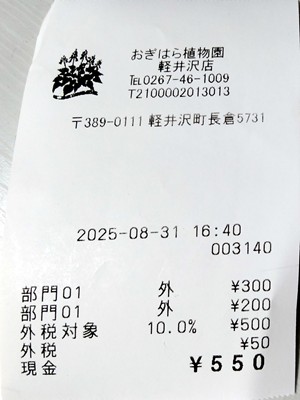 おぎはら植物園
軽井沢店
TEL0267-46-1009
T2100002013013
〒389-0111 軽井沢町長倉5731
2025-08-31 16:40
003140
部門01 外 ¥300
部門01 外 ¥200
外税対象 10.0% ¥500
外税 ¥50
現金 ¥550